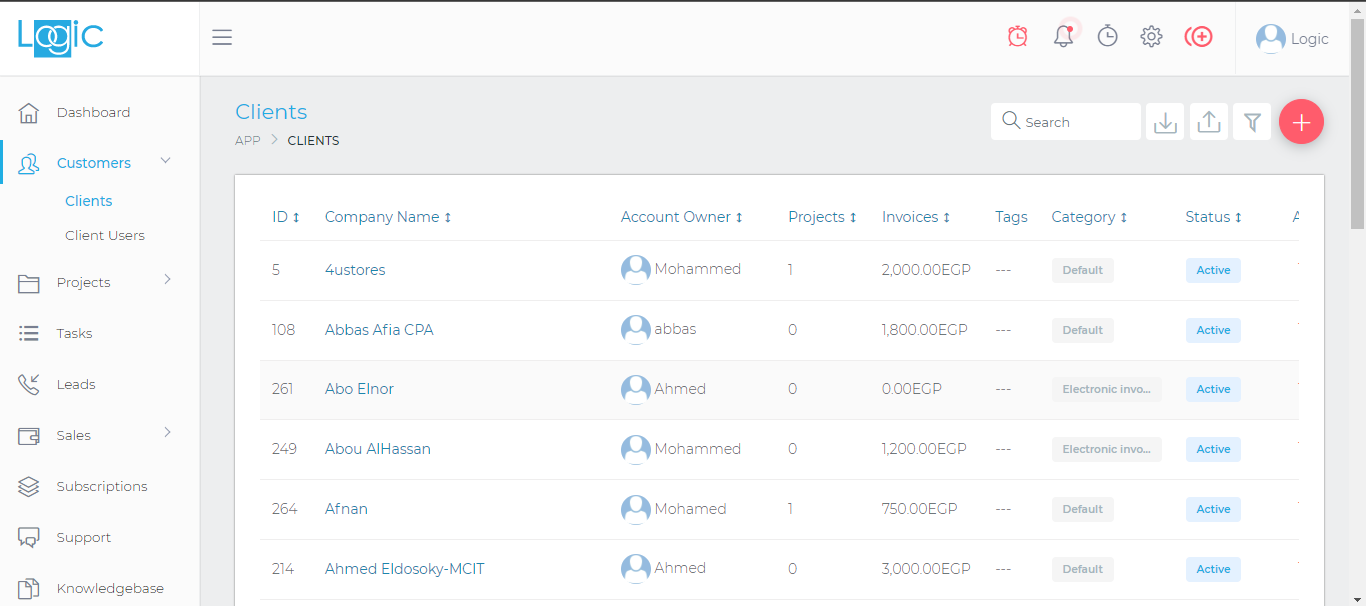 Logic
Logic
Dashboard
Customers
Clients
Client Users
Projects
Tasks
Leads
Sales
Subscriptions
Support
Knowledgebase
Clients
APP > CLIENTS
Search
ID ↕ Company Name ↕ Account Owner ↕ Projects ↕ Invoices ↕ Tags Category ↕ Status ↕
5 4ustores Mohammed 1 2,000.00EGP --- Default Active
108 Abbas Afia CPA abbas 0 1,800.00EGP --- Default Active
261 Abo Elnor Ahmed 0 0.00EGP --- Electronic invo... Active
249 Abou AlHassan Mohammed 0 1,200.00EGP --- Electronic invo... Active
264 Afnan Mohamed 1 750.00EGP --- Default Active
214 Ahmed Eldosoky-MCIT Ahmed 0 3,000.00EGP --- Default Active